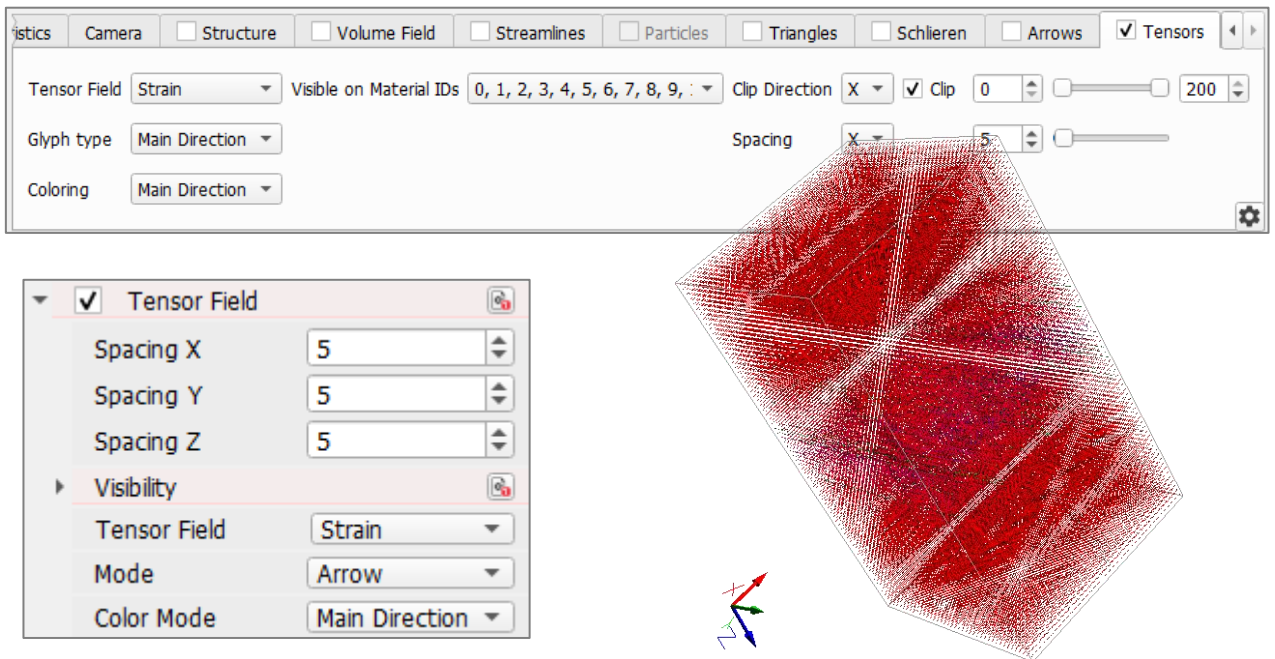 istics Camera Structure Volume Field Streamlines Particles Triangles Schlieren Arrows Tensors
Tensor Field Strain Visible on Material IDs 0, 1, 2, 3, 4, 5, 6, 7, 8, 9, Clip Direction X Clip 0 200
Glyph type Main Direction Spacing X 5
Coloring Main Direction
Tensor Field
Spacing X 5
Spacing Y 5
Spacing Z 5
Visibility
Tensor Field Strain
Mode Arrow
Color Mode Main Direction
X
Y
Z